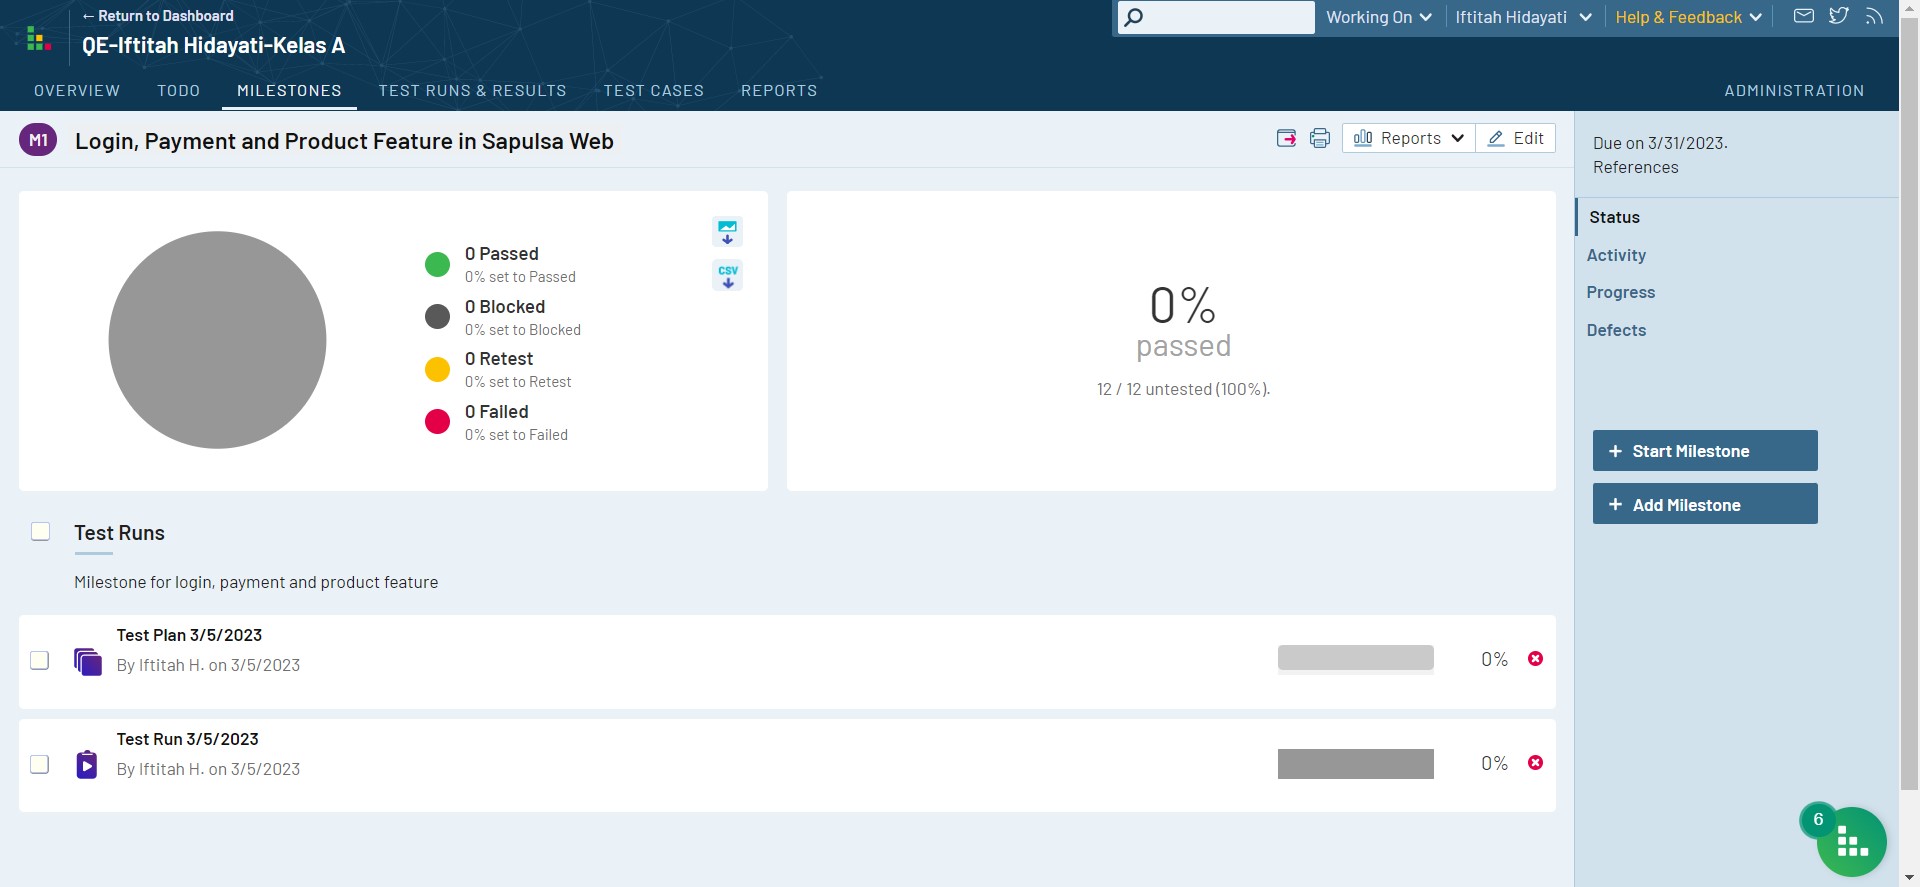 ← Return to Dashboard
QE-Iftitah Hidayati-Kelas A
Working On
Iftitah Hidayati
Help & Feedback
OVERVIEW
TODO
MILESTONES
TEST RUNS & RESULTS
TEST CASES
REPORTS
ADMINISTRATION
M1
Login, Payment and Product Feature in Sapulsa Web
Reports
Edit
Due on 3/31/2023.
References
0 Passed
0% set to Passed
0 Blocked
0% set to Blocked
0 Retest
0% set to Retest
0 Failed
0% set to Failed
CSV
0%
passed
12 / 12 untested (100%).
Status
Activity
Progress
Defects
+ Start Milestone
+ Add Milestone
Test Runs
Milestone for login, payment and product feature
Test Plan 3/5/2023
By Iftitah H. on 3/5/2023
0%
Test Run 3/5/2023
By Iftitah H. on 3/5/2023
0%
6